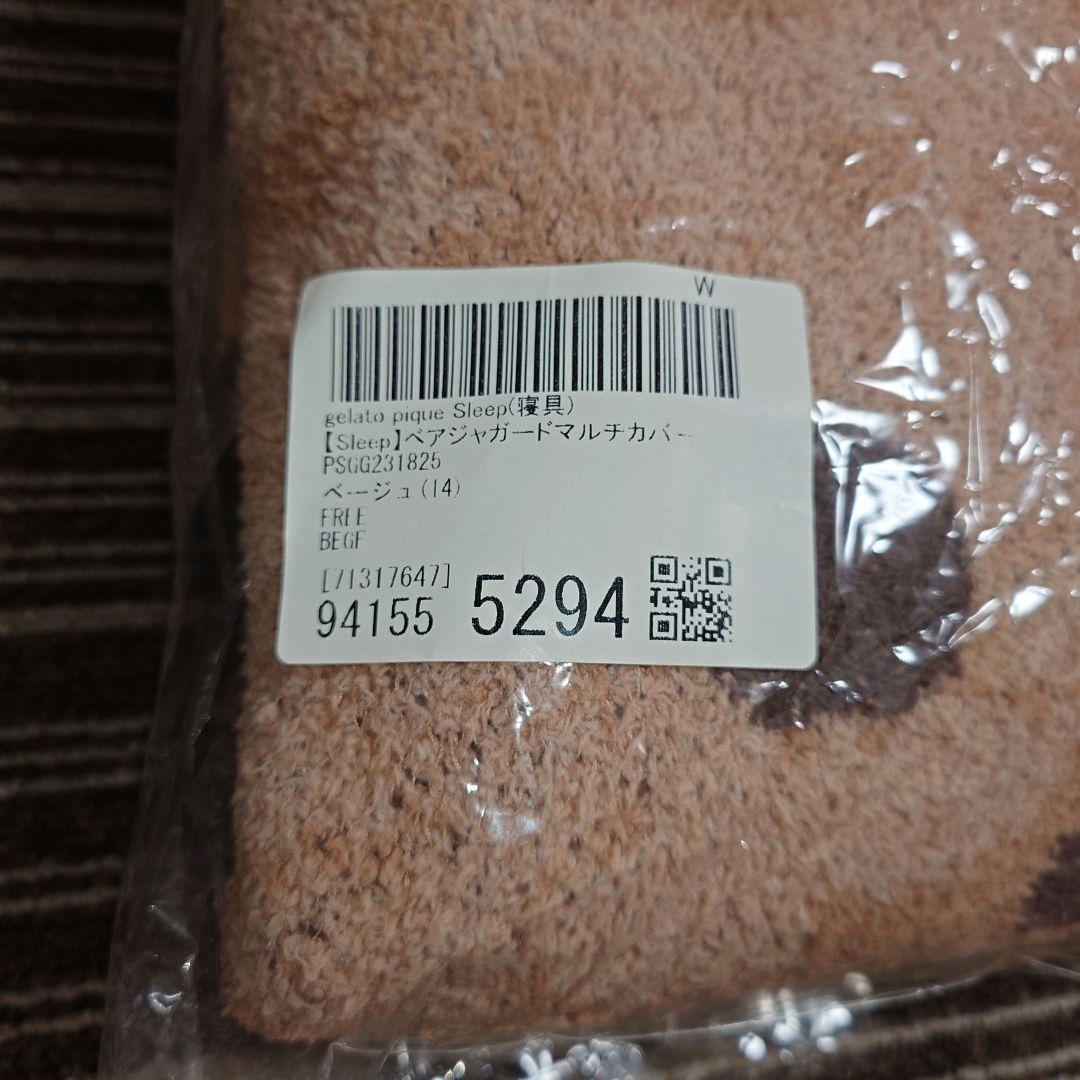 W
gelato pique Sleep(寝具)
【Sleep】ベアジャガードマルチカバー
PSGG231825
ベージュ(14)
FREE
BEGF
[71317647]
94155 5294